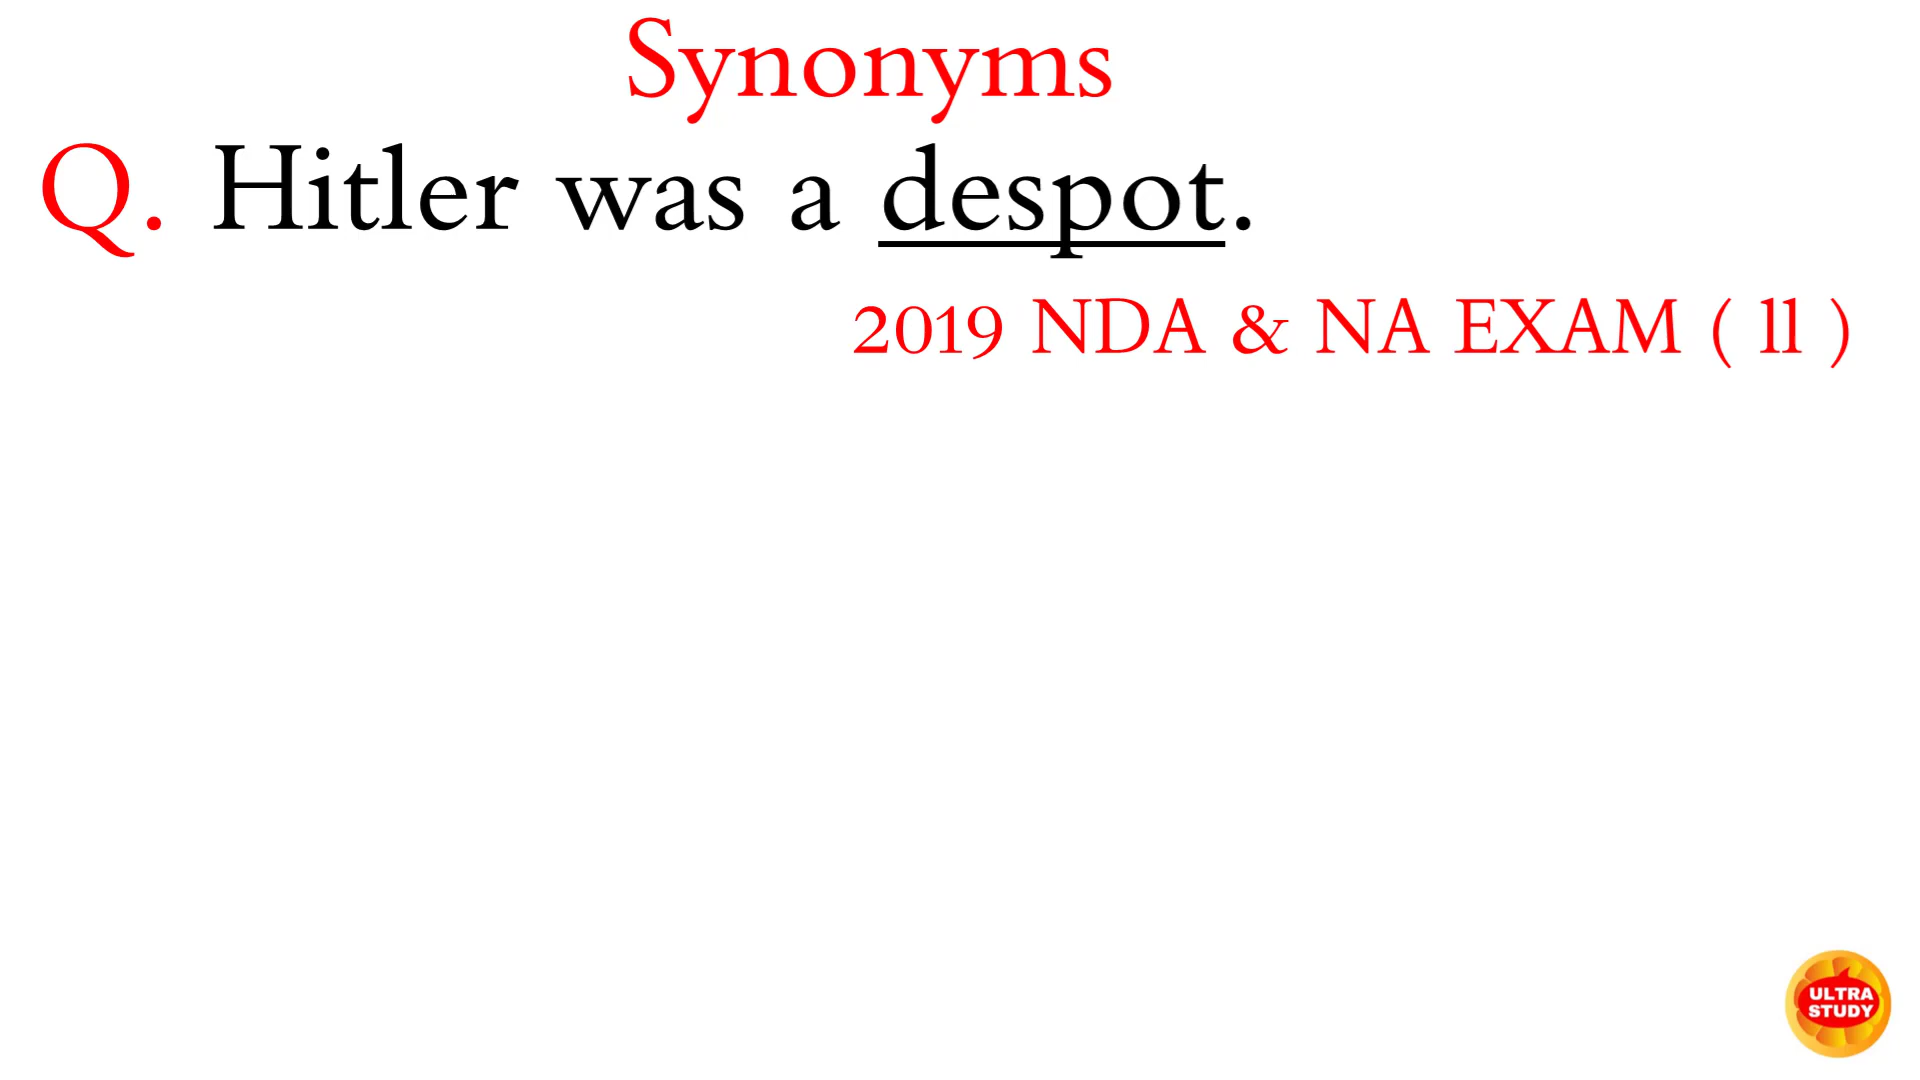 Synonyms
Q. Hitler was a despot.
2019 NDA & NA EXAM ( ll )
ULTRA
STUDY